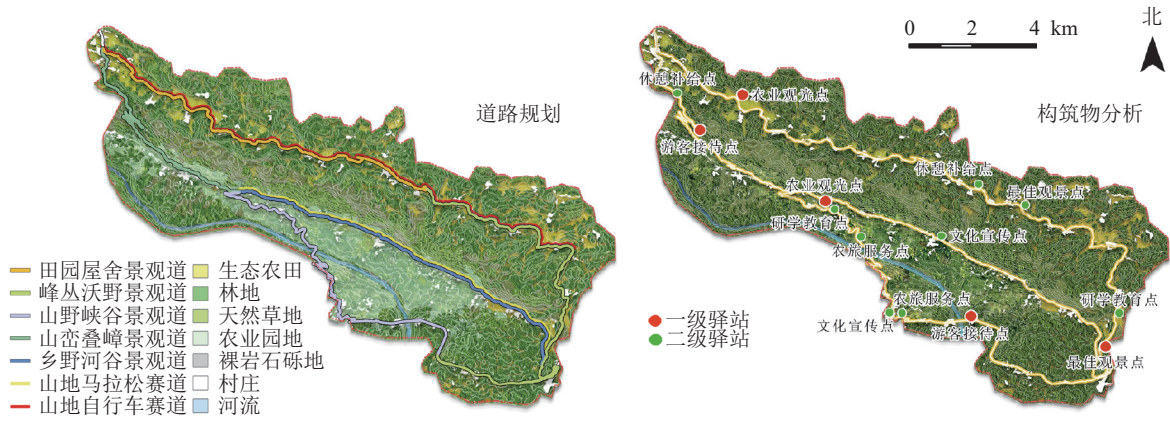 道路规划
田园屋舍景观道
峰丛沃野景观道
山野峡谷景观道
山峦叠嶂景观道
乡野河谷景观道
山地马拉松赛道
山地自行车赛道
生态农田
林地
天然草地
农业园地
裸岩石砾地
村庄
河流
0 2 4 km
北
构筑物分析
休憩补给点
农业观光点
游客接待点
休憩补给点
最佳观景点
农业观光点
研学教育点
文化宣传点
农旅服务点
农旅服务点
研学教育点
文化宣传点
游客接待点
最佳观景点
一级驿站
二级驿站